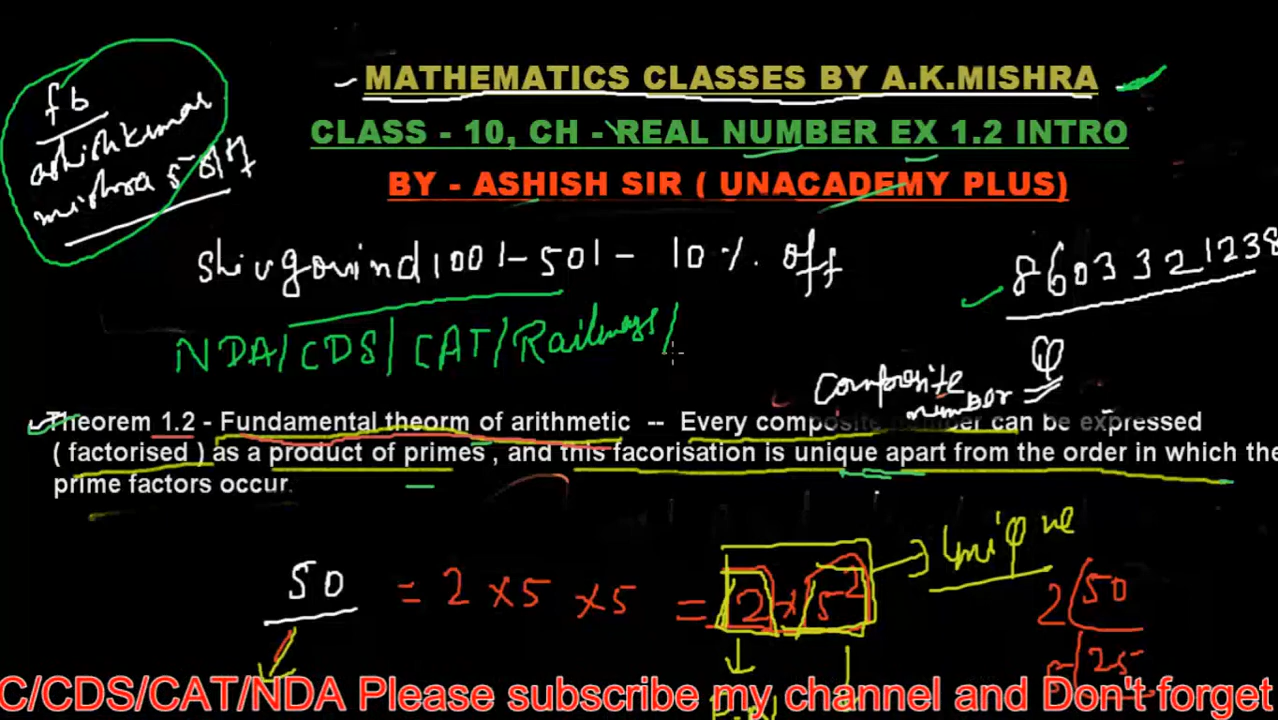 fb
ashishkumar
mishra
MATHEMATICS CLASSES BY A.K.MISHRA
CLASS - 10, CH - REAL NUMBER EX 1.2 INTRO
BY - ASHISH SIR ( UNACADEMY PLUS)
Shivgovind1001-501 - 10%. off
8603321238
NDA/CDS/CAT/Railways/
Composite
number
Theorem 1.2 - Fundamental theorm of arithmetic -- Every composite number can be expressed
( factorised ) as a product of primes , and this facorisation is unique apart from the order in which the
prime factors occur.
Unique
50 = 2 x 5 x 5 = 2 x 5²
2 50
25
C/CDS/CAT/NDA Please subscribe my channel and Don't forget